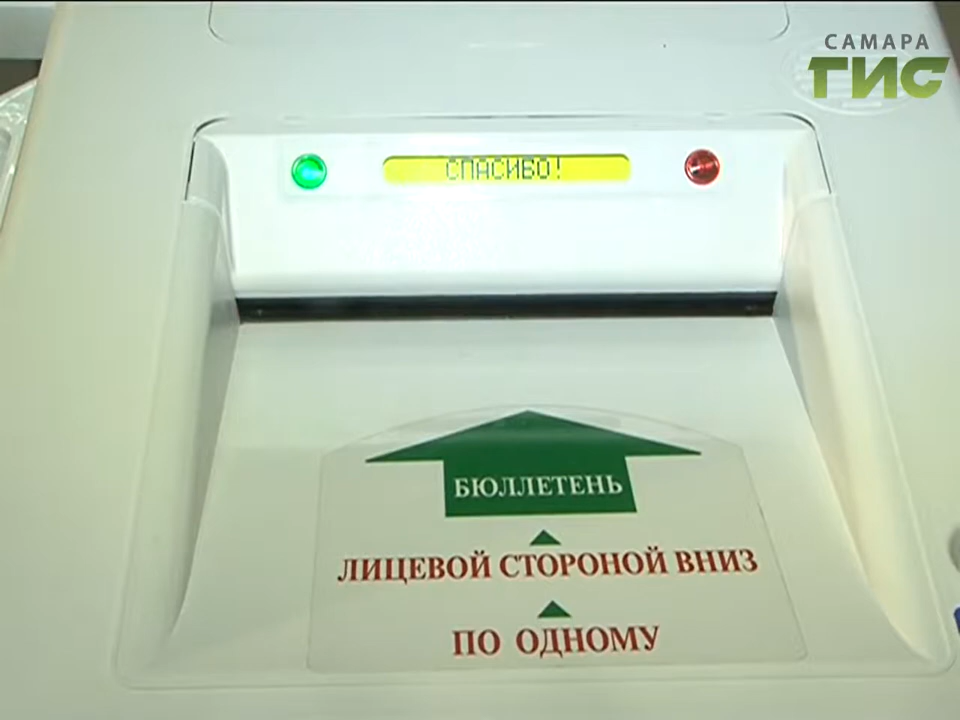 САМАРА
ГИС
СПАСИБО!
БЮЛЛЕТЕНЬ
ЛИЦЕВОЙ СТОРОНОЙ ВНИЗ
ПО ОДНОМУ